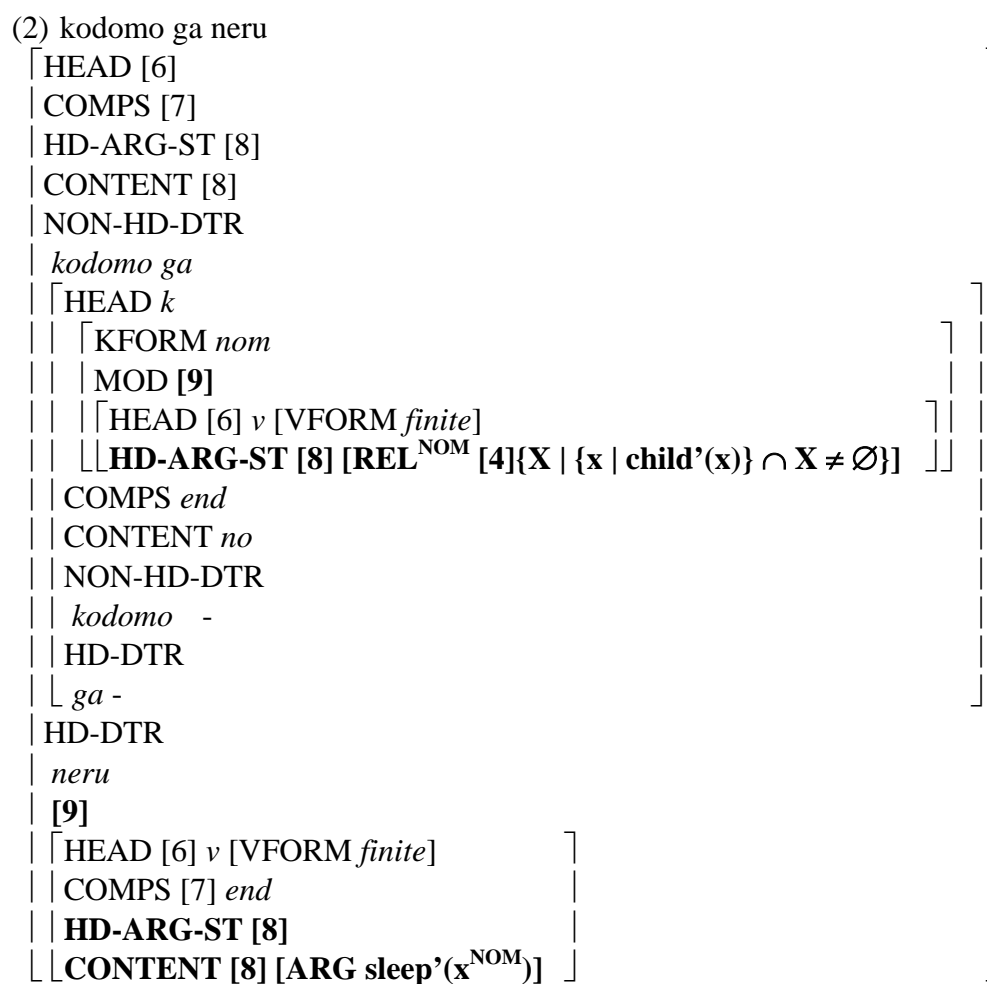 (2) kodomo ga neru
⎡HEAD [6]
⎢COMPS [7]
⎢HD-ARG-ST [8]
⎢CONTENT [8]
⎢NON-HD-DTR
⎢ kodomo ga
⎢⎡HEAD k ⎤
⎢⎢ ⎡KFORM nom ⎤⎥
⎢⎢ ⎢MOD [9] ⎥⎥
⎢⎢ ⎢⎡HEAD [6] v [VFORM finite] ⎤⎥⎥
⎢⎢ ⎣⎣HD-ARG-ST [8] [REL^NOM [4]{X | {x | child’(x)} ∩ X ≠ ∅}] ⎦⎦⎥
⎢⎢COMPS end ⎥
⎢⎢CONTENT no ⎥
⎢⎢NON-HD-DTR ⎥
⎢⎢ kodomo - ⎥
⎢⎢HD-DTR ⎥
⎢⎣ ga - ⎦
⎢HD-DTR
⎢ neru
⎢ [9]
⎢⎡HEAD [6] v [VFORM finite] ⎤
⎢⎢COMPS [7] end ⎥
⎢⎢HD-ARG-ST [8] ⎥
⎣⎣CONTENT [8] [ARG sleep’(x^NOM)] ⎦